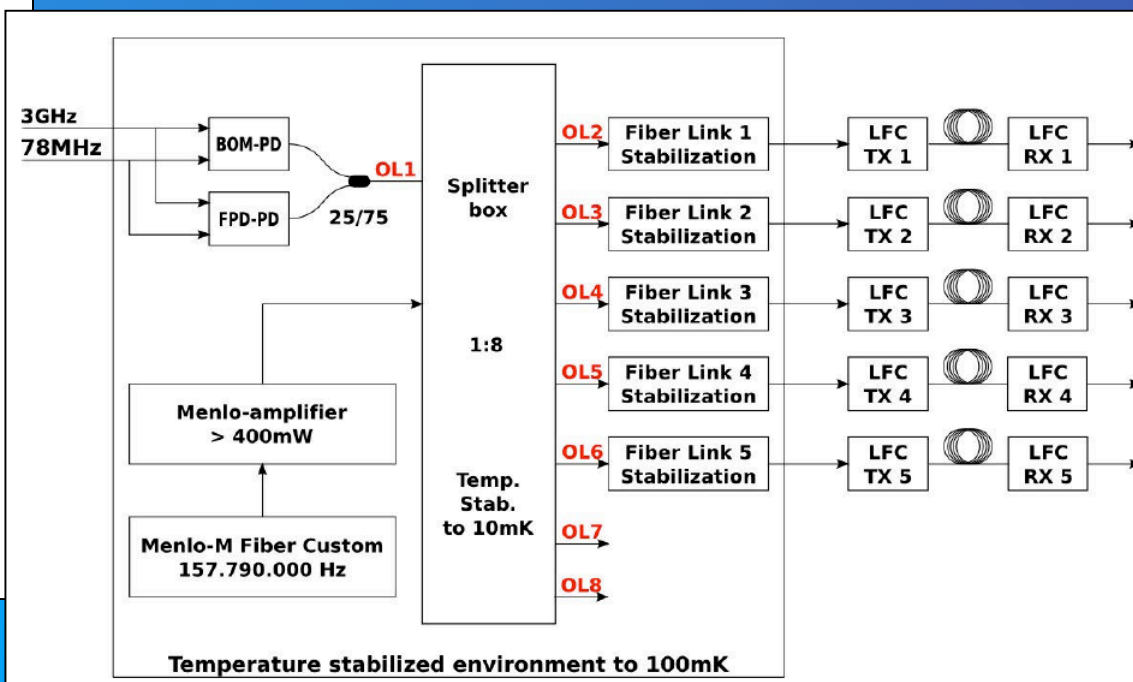 3GHz
78MHz
BOM-PD
FPD-PD
OL1
25/75
Splitter
box
1:8
Temp.
Stab.
to 10mK
Menlo-amplifier
> 400mW
Menlo-M Fiber Custom
157.790.000 Hz
OL2
Fiber Link 1
Stabilization
LFC
TX 1
LFC
RX 1
OL3
Fiber Link 2
Stabilization
LFC
TX 2
LFC
RX 2
OL4
Fiber Link 3
Stabilization
LFC
TX 3
LFC
RX 3
OL5
Fiber Link 4
Stabilization
LFC
TX 4
LFC
RX 4
OL6
Fiber Link 5
Stabilization
LFC
TX 5
LFC
RX 5
OL7
OL8
Temperature stabilized environment to 100mK